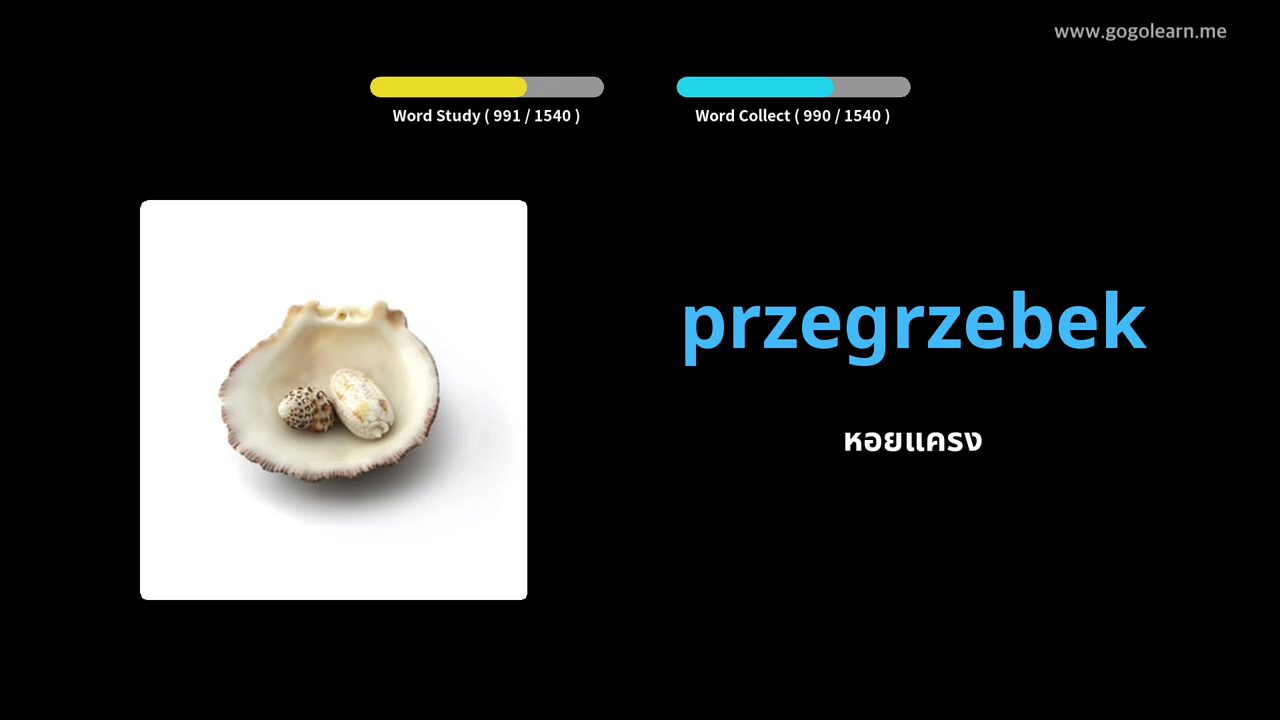 www.gogolearn.me
Word Study ( 991 / 1540 )
Word Collect ( 990 / 1540 )
przegrzebek
หอยแครง